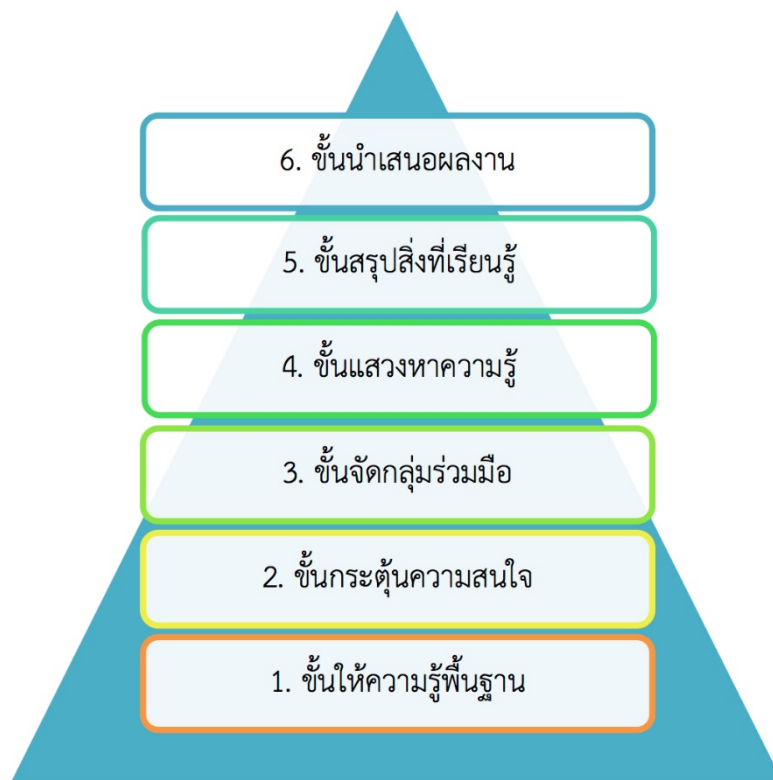 6. ขั้นนำเสนอผลงาน
5. ขั้นสรุปสิ่งที่เรียนรู้
4. ขั้นแสวงหาความรู้
3. ขั้นจัดกลุ่มร่วมมือ
2. ขั้นกระตุ้นความสนใจ
1. ขั้นให้ความรู้พื้นฐาน